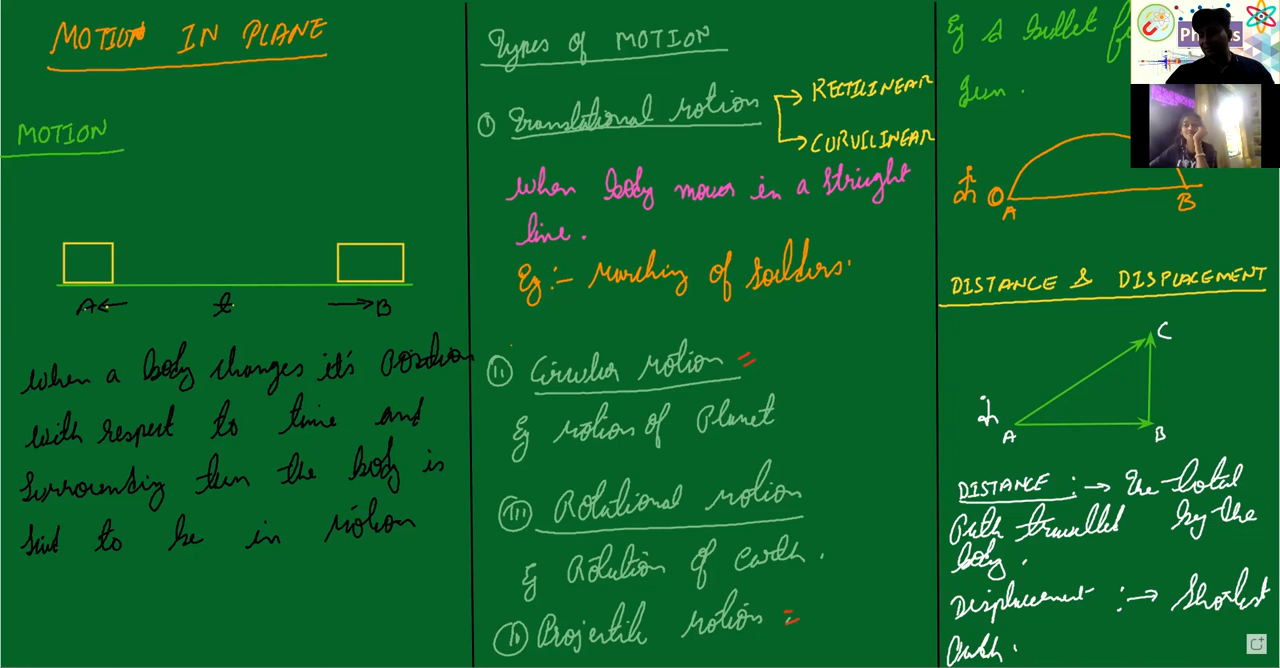 MOTION IN PLANE
MOTION
A t B
When a body changes it's Position
with respect to time and
surrounding then the body is
said to be in Motion
Types of MOTION
(i) Translational Motion
RECTILINEAR
CURVILINEAR
When body moves in a stright
line.
Eg:- Marching of
(ii) Circular Motion =
Eg Motion of Planet
(iii) Rotational Motion
Eg Rotation of earth.
Projectile Motion =
Eg A bullet
Gun.
A B
DISTANCE & DISPLACEMENT
C
A B
DISTANCE :→ The total
Path travelled by the
body.
Displacement :→ Shortest
Path.